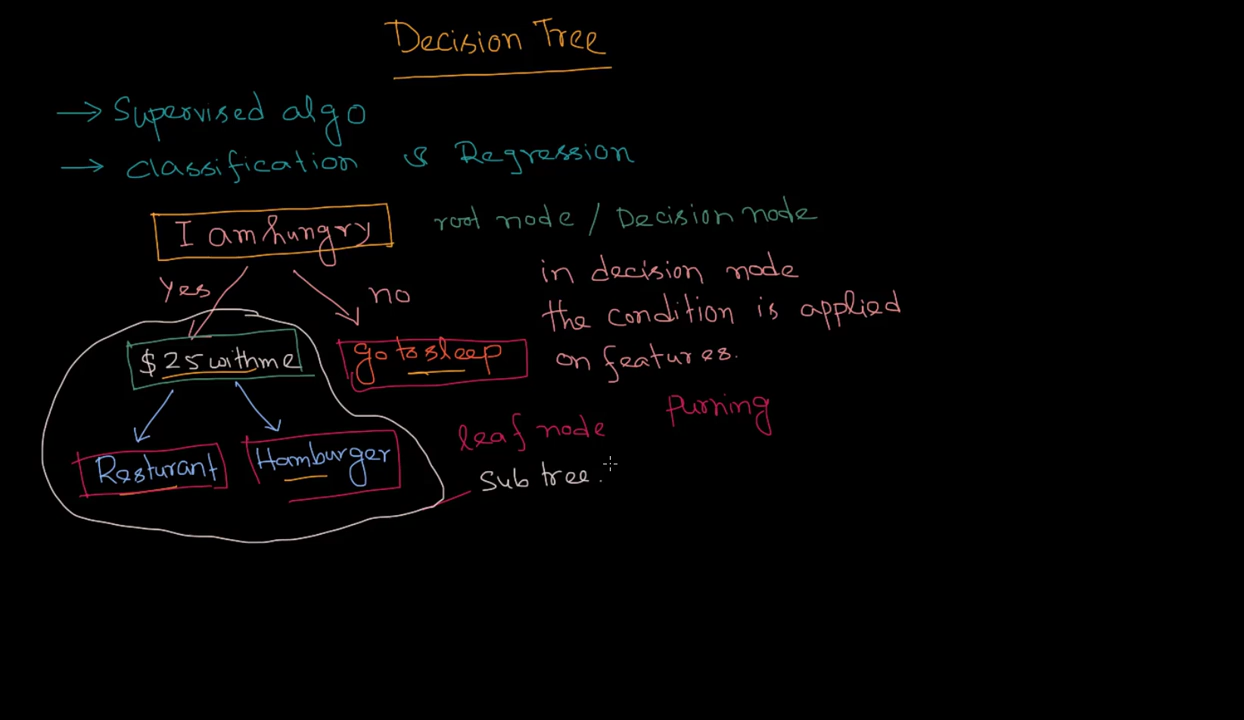 Decision Tree
→ Supervised algo
→ classification & Regression
I am hungry
root node / Decision node
Yes
no
in decision node
the condition is applied
on features.
$25 with me
go to sleep
Purning
leaf node
Resturant
Hamburger
sub tree.